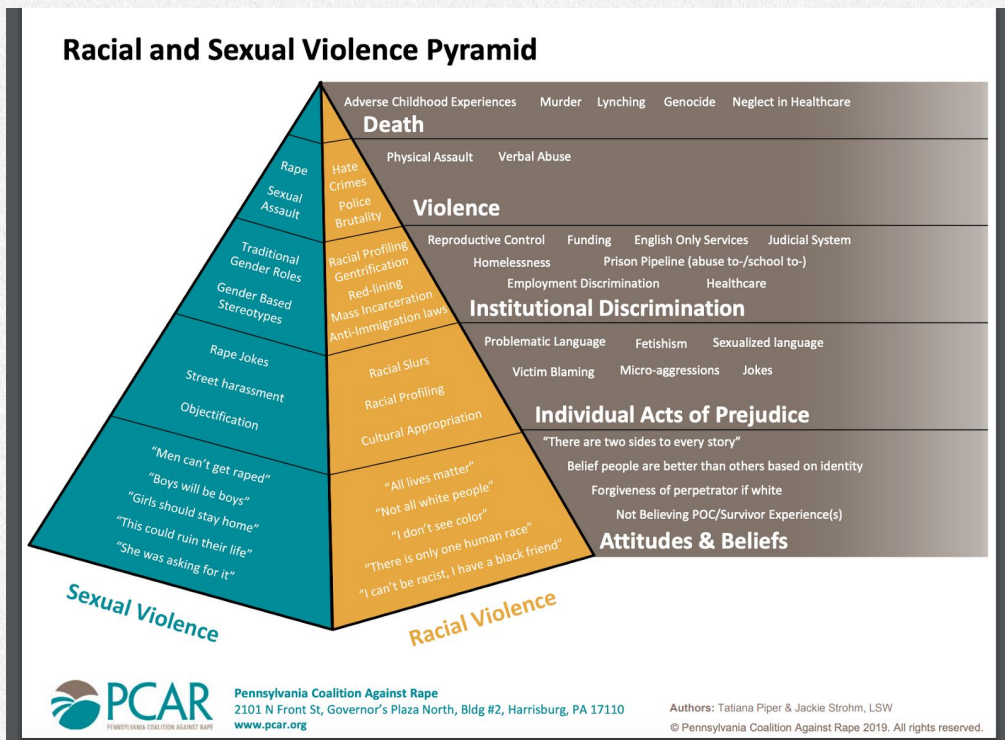 Racial and Sexual Violence Pyramid
Adverse Childhood Experiences Murder Lynching Genocide Neglect in Healthcare
Death
Rape
Sexual
Assault
Hate
Crimes
Police
Brutality
Physical Assault Verbal Abuse
Violence
Traditional
Gender Roles
Gender Based
Stereotypes
Racial Profiling
Gentrification
Red-lining
Mass Incarceration
Anti-Immigration laws
Reproductive Control Funding English Only Services Judicial System
Homelessness Prison Pipeline (abuse to-/school to-)
Employment Discrimination Healthcare
Institutional Discrimination
Rape Jokes
Street harassment
Objectification
Racial Slurs
Racial Profiling
Cultural Appropriation
Problematic Language Fetishism Sexualized language
Victim Blaming Micro-aggressions Jokes
Individual Acts of Prejudice
"Men can't get raped"
"Boys will be boys"
"Girls should stay home"
"This could ruin their life"
"She was asking for it"
"All lives matter"
"Not all white people"
"I don't see color"
"There is only one human race"
"I can't be racist, I have a black friend"
"There are two sides to every story"
Belief people are better than others based on identity
Forgiveness of perpetrator if white
Not Believing POC/Survivor Experience(s)
Attitudes & Beliefs
Sexual Violence
Racial Violence
PCAR
PENNSYLVANIA COALITION AGAINST RAPE
Pennsylvania Coalition Against Rape
2101 N Front St, Governor's Plaza North, Bldg #2, Harrisburg, PA 17110
www.pcar.org
Authors: Tatiana Piper & Jackie Strohm, LSW
© Pennsylvania Coalition Against Rape 2019. All rights reserved.